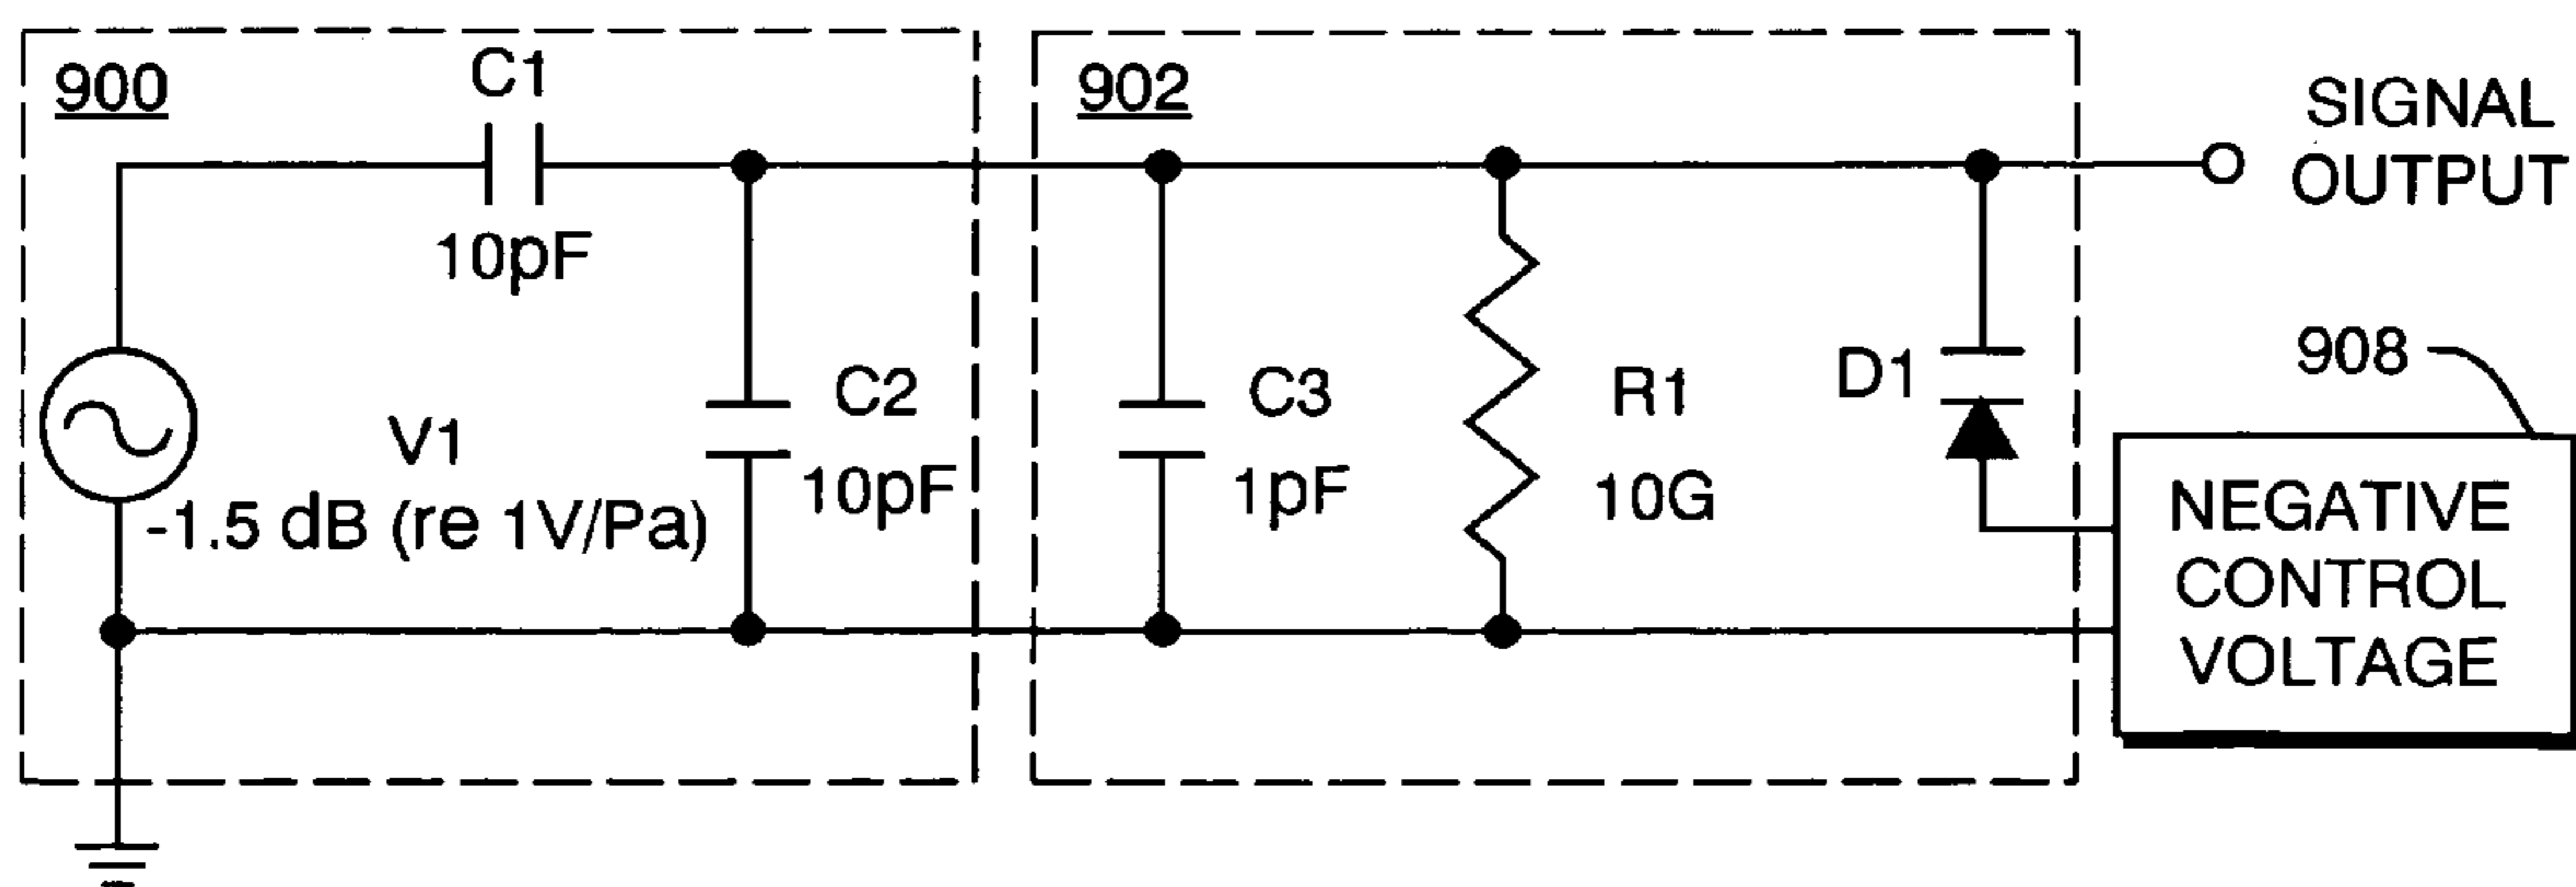 900
C1
10pF
V1
-1.5 dB (re 1V/Pa)
C2
10pF
902
C3
1pF
R1
10G
D1
SIGNAL
OUTPUT
908
NEGATIVE
CONTROL
VOLTAGE